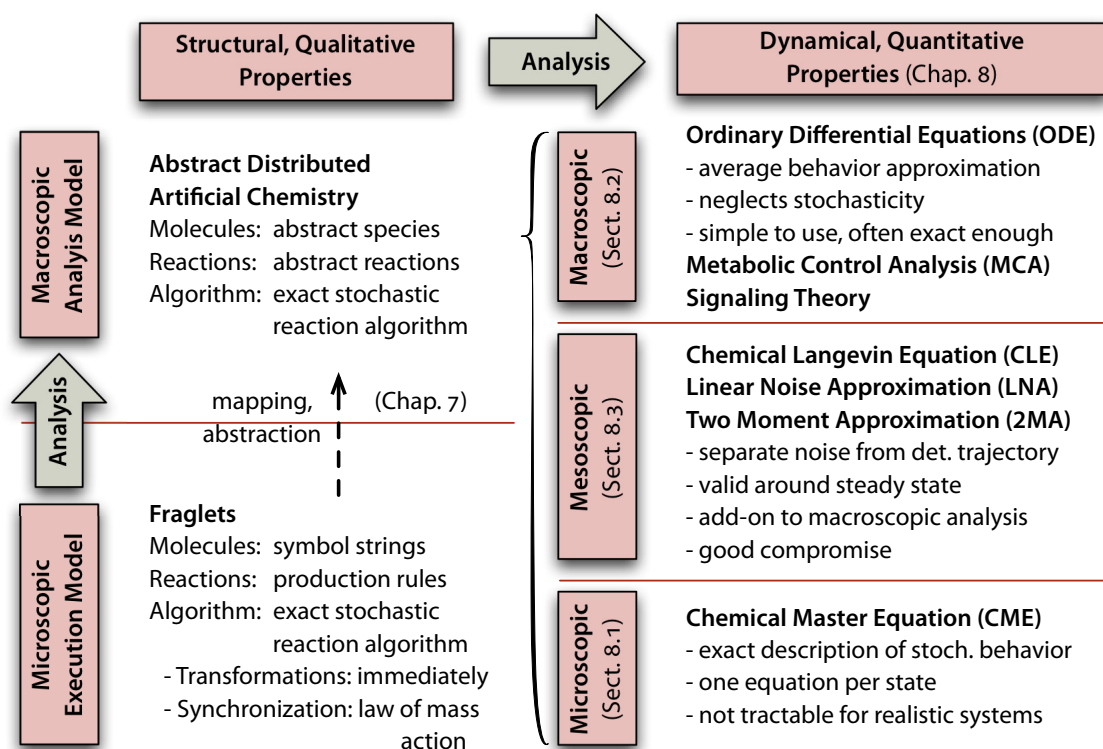 Structural, Qualitative
Properties
Analysis
Dynamical, Quantitative
Properties (Chap. 8)
Macroscopic
Analyis Model
Abstract Distributed
Artificial Chemistry
Molecules: abstract species
Reactions: abstract reactions
Algorithm: exact stochastic
reaction algorithm
Analysis
mapping,
abstraction
(Chap. 7)
Microscopic
Execution Model
Fraglets
Molecules: symbol strings
Reactions: production rules
Algorithm: exact stochastic
reaction algorithm
- Transformations: immediately
- Synchronization: law of mass
action
Macroscopic
(Sect. 8.2)
Ordinary Differential Equations (ODE)
- average behavior approximation
- neglects stochasticity
- simple to use, often exact enough
Metabolic Control Analysis (MCA)
Signaling Theory
Mesoscopic
(Sect. 8.3)
Chemical Langevin Equation (CLE)
Linear Noise Approximation (LNA)
Two Moment Approximation (2MA)
- separate noise from det. trajectory
- valid around steady state
- add-on to macroscopic analysis
- good compromise
Microscopic
(Sect. 8.1)
Chemical Master Equation (CME)
- exact description of stoch. behavior
- one equation per state
- not tractable for realistic systems